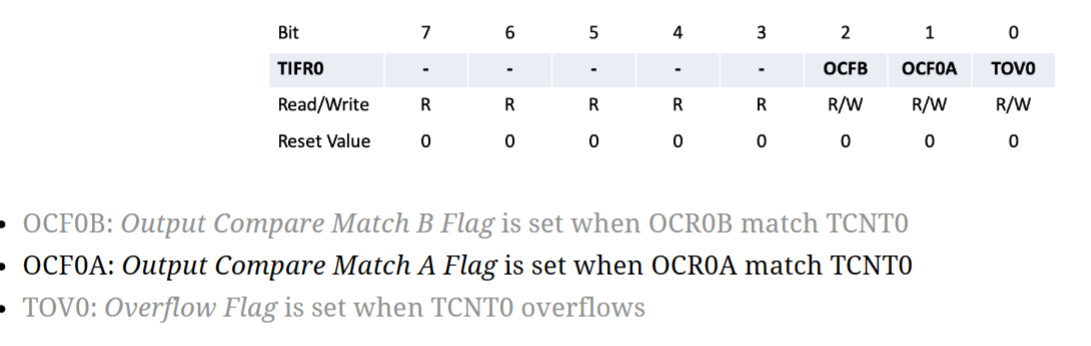 Bit 7 6 5 4 3 2 1 0
TIFR0 - - - - - OCFB OCF0A TOV0
Read/Write R R R R R R/W R/W R/W
Reset Value 0 0 0 0 0 0 0 0
• OCF0B: Output Compare Match B Flag is set when OCR0B match TCNT0
• OCF0A: Output Compare Match A Flag is set when OCR0A match TCNT0
• TOV0: Overflow Flag is set when TCNT0 overflows